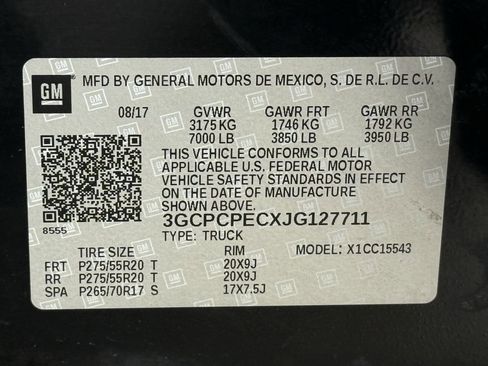 GM MFD BY GENERAL MOTORS DE MEXICO, S. DE R.L. DE C.V.
08/17 GVWR GAWR FRT GAWR RR
3175 KG 1746 KG 1792 KG
7000 LB 3850 LB 3950 LB
THIS VEHICLE CONFORMS TO ALL
APPLICABLE U.S. FEDERAL MOTOR
VEHICLE SAFETY STANDARDS IN EFFECT
ON THE DATE OF MANUFACTURE
SHOWN ABOVE.
8555
3GCPCPECXJG127711
TYPE: TRUCK
TIRE SIZE RIM MODEL: X1CC15543
FRT P275/55R20 T 20X9J
RR P275/55R20 T 20X9J
SPA P265/70R17 S 17X7.5J